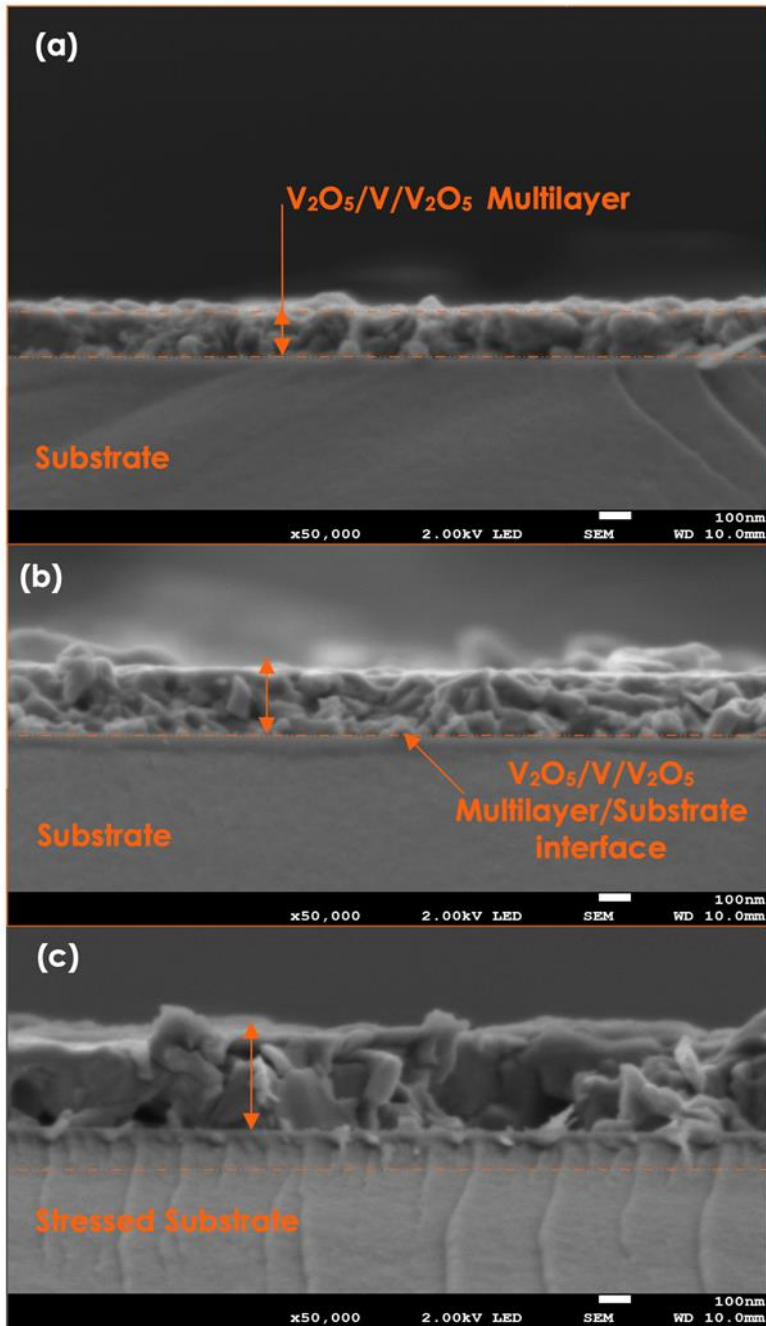 (a)
V₂O₅/V/V₂O₅ Multilayer
Substrate
100nm
x50,000 2.00kV LED SEM WD 10.0mm
(b)
V₂O₅/V/V₂O₅
Multilayer/Substrate
interface
Substrate
100nm
x50,000 2.00kV LED SEM WD 10.0mm
(c)
Stressed Substrate
100nm
x50,000 2.00kV LED SEM WD 10.0mm